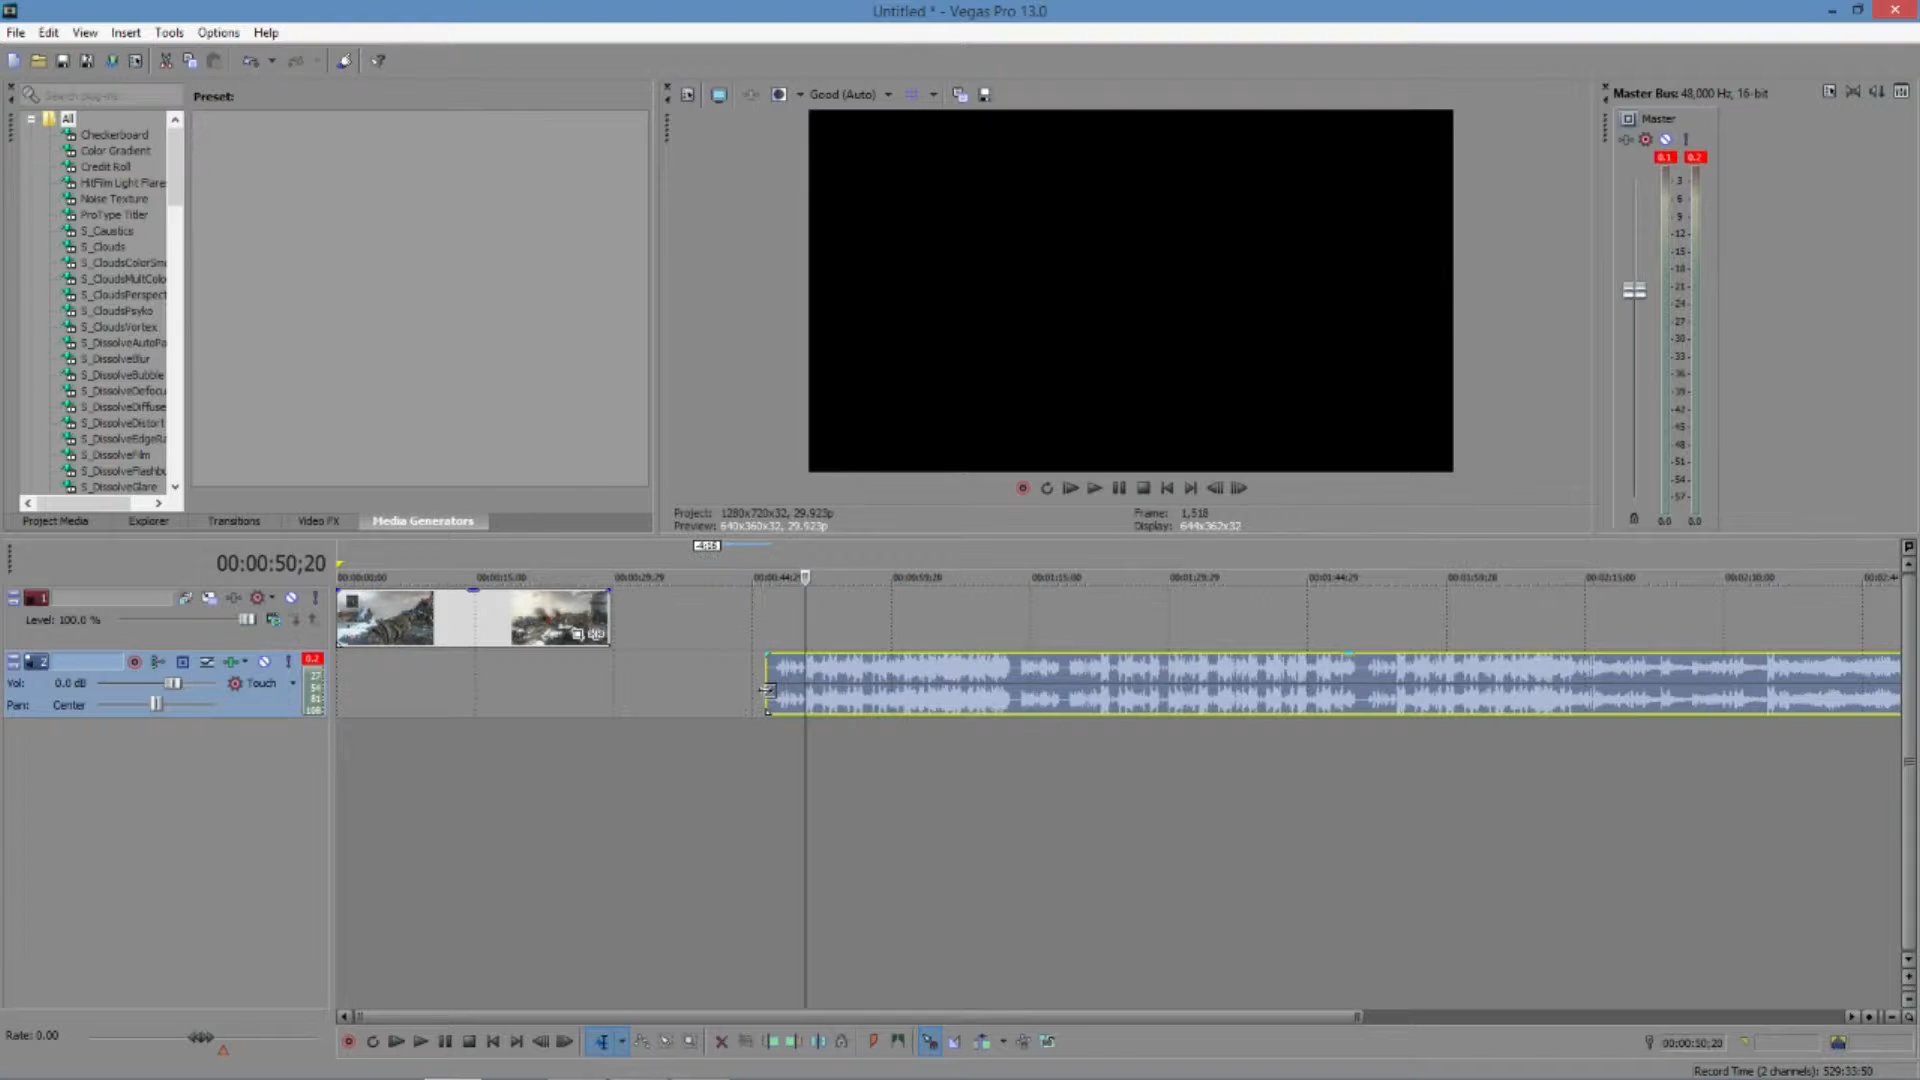 Untitled * - Vegas Pro 13.0
File Edit View Insert Tools Options Help
Preset:
Good (Auto)
Master Bus: 48,000 Hz, 16-bit
Master
All
Checkerboard
Color Gradient
Credit Roll
HitFilm Light Flare
Noise Texture
ProType Titler
S_Caustics
S_Clouds
S_CloudsColorSm
S_CloudsMultColo
S_CloudsPerspect
S_CloudsPsyko
S_CloudsVortex
S_DissolveAutoPa
S_DissolveBlur
S_DissolveBubble
S_DissolveDefocu
S_DissolveDiffuse
S_DissolveDistort
S_DissolveEdgeRa
S_DissolveFilm
S_DissolveFlashbu
S_DissolveGlare
0.1 0.2
3
6
9
-12
-15
-18
-21
-24
-27
-30
-33
-36
-39
-42
-45
-48
-51
-54
-57
0.0 0.0
Project Media Explorer Transitions Video FX Media Generators
Project: 1280x720x32, 29.923p
Preview: 640x360x32, 29.923p
Frame: 1,518
Display: 644x362x32
00:00:50;20
-4:16
00:00:00;00 00:00:15;00 00:00:29;29 00:00:44;29 00:00:59;28 00:01:15;00 00:01:29;29 00:01:44;29 00:01:59;28 00:02:15;00 00:02:30;00 00:02:4
1
Level: 100.0 %
2
0.2
Vol: 0.0 dB Touch
27
54
81
108
Pan: Center
Rate: 0.00
00:00:50;20
Record Time (2 channels): 529:33:50